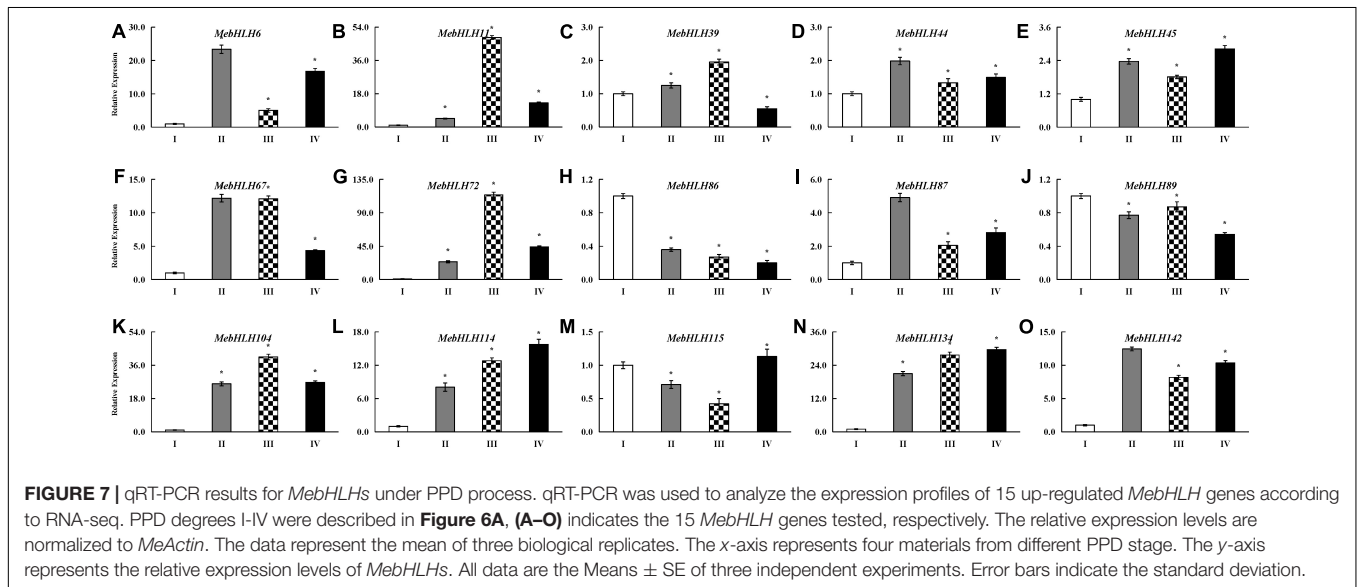 A MebHLH6 B MebHLH11 C MebHLH39 D MebHLH44 E MebHLH45
30.0 54.0 3.0 3.0 3.6
20.0 36.0 2.0 2.0 2.4
10.0 18.0 1.0 1.0 1.2
0.0 0.0 0.0 0.0 0.0
Relative Expression
* * * * * * * * * * * * * * *
I II III IV I II III IV I II III IV I II III IV I II III IV
F MebHLH67 G MebHLH72 H MebHLH86 I MebHLH87 J MebHLH89
15.0 135.0 1.2 6.0 1.2
10.0 90.0 0.8 4.0 0.8
5.0 45.0 0.4 2.0 0.4
0.0 0.0 0.0 0.0 0.0
Relative Expression
* * * * * * * * * * * * * * *
I II III IV I II III IV I II III IV I II III IV I II III IV
K MebHLH104 L MebHLH114 M MebHLH115 N MebHLH134 O MebHLH142
54.0 18.0 1.5 36.0 15.0
36.0 12.0 1.0 24.0 10.0
18.0 6.0 0.5 12.0 5.0
0.0 0.0 0.0 0.0 0.0
Relative Expression
* * * * * * * * * * * * * * *
I II III IV I II III IV I II III IV I II III IV I II III IV
FIGURE 7 | qRT-PCR results for MebHLHs under PPD process. qRT-PCR was used to analyze the expression profiles of 15 up-regulated MebHLH genes according
to RNA-seq. PPD degrees I-IV were described in Figure 6A, (A–O) indicates the 15 MebHLH genes tested, respectively. The relative expression levels are
normalized to MeActin. The data represent the mean of three biological replicates. The x-axis represents four materials from different PPD stage. The y-axis
represents the relative expression levels of MebHLHs. All data are the Means ± SE of three independent experiments. Error bars indicate the standard deviation.